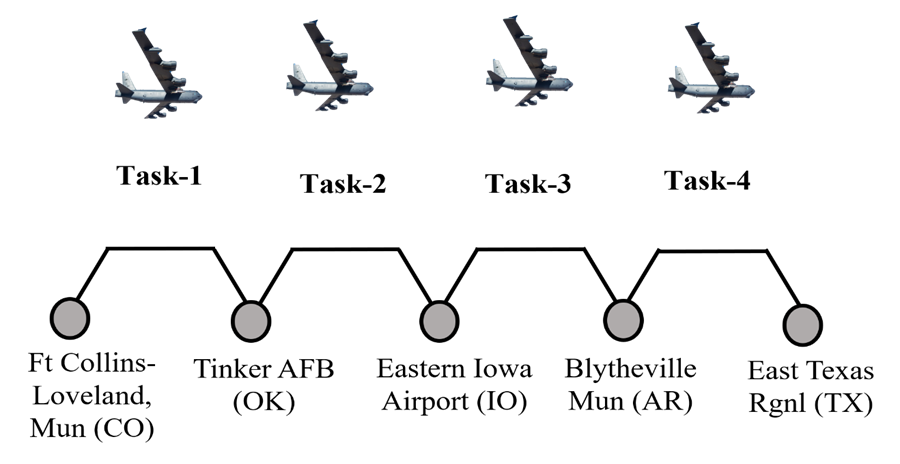 Task-1
Task-2
Task-3
Task-4
Ft Collins-
Loveland,
Mun (CO)
Tinker AFB
(OK)
Eastern Iowa
Airport (IO)
Blytheville
Mun (AR)
East Texas
Rgnl (TX)